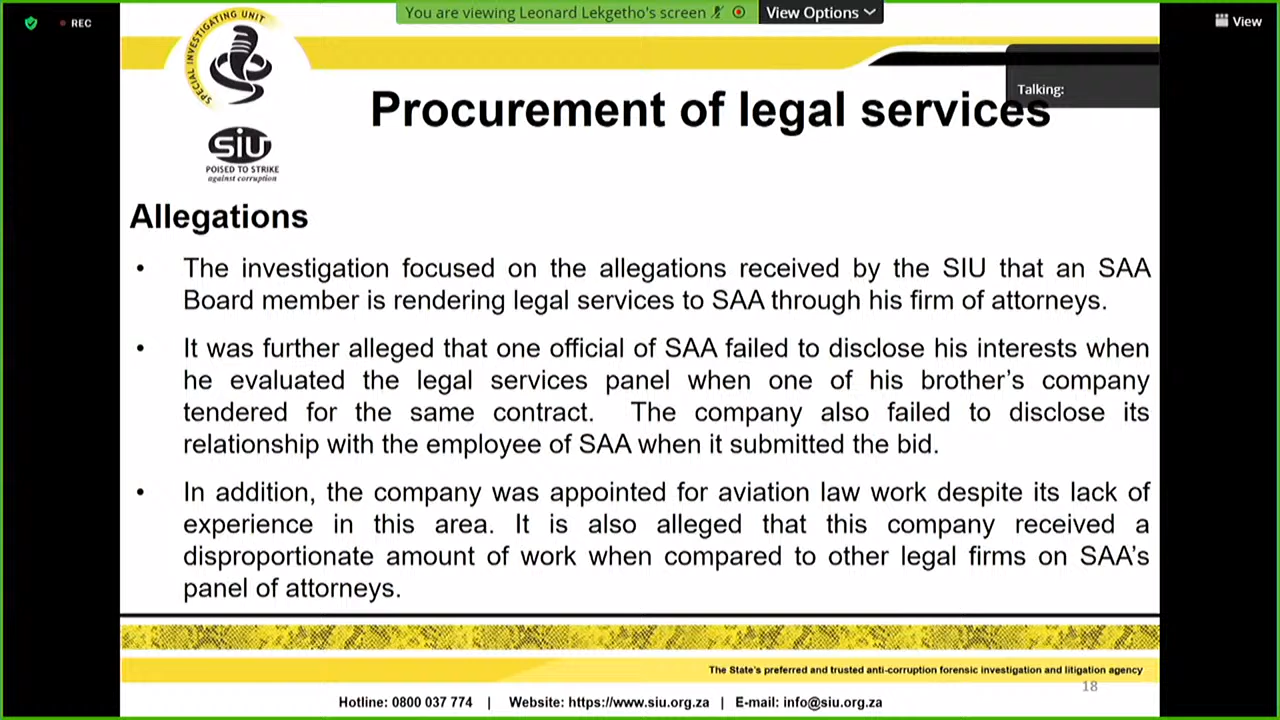 REC
You are viewing Leonard Lekgetho's screen
View Options
View
SPECIAL INVESTIGATING UNIT
Talking:
Procurement of legal services
SIU
POISED TO STRIKE
against corruption
Allegations
• The investigation focused on the allegations received by the SIU that an SAA
Board member is rendering legal services to SAA through his firm of attorneys.
• It was further alleged that one official of SAA failed to disclose his interests when
he evaluated the legal services panel when one of his brother's company
tendered for the same contract. The company also failed to disclose its
relationship with the employee of SAA when it submitted the bid.
• In addition, the company was appointed for aviation law work despite its lack of
experience in this area. It is also alleged that this company received a
disproportionate amount of work when compared to other legal firms on SAA's
panel of attorneys.
The State's preferred and trusted anti-corruption forensic investigation and litigation agency
18
Hotline: 0800 037 774 | Website: https://www.siu.org.za | E-mail: info@siu.org.za